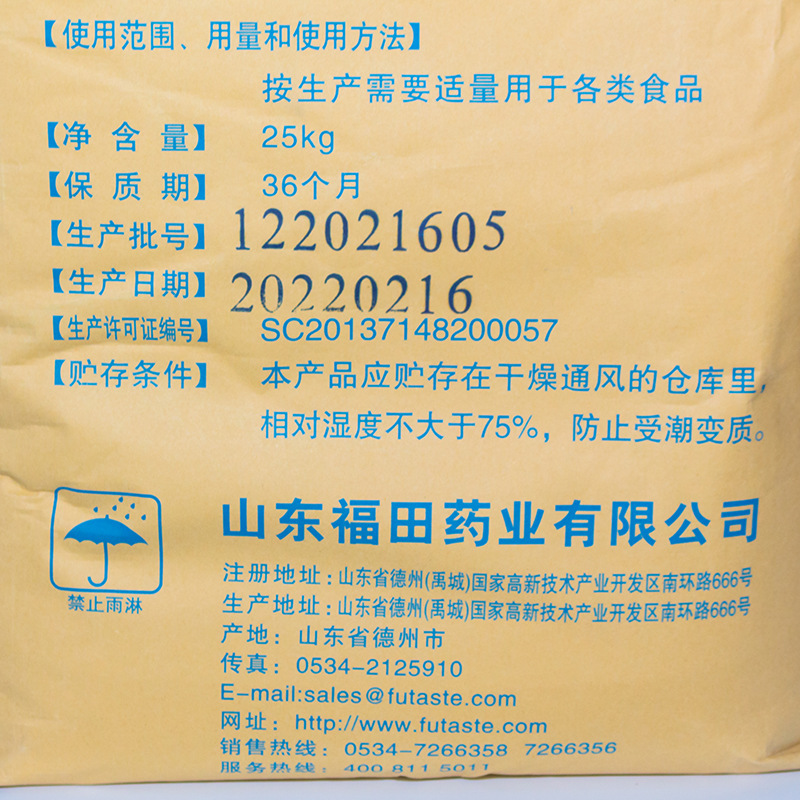 【使用范围、用量和使用方法】
按生产需要适量用于各类食品
【净 含 量】 25kg
【保 质 期】 36个月
【生产批号】 122021605
【生产日期】 20220216
【生产许可证编号】 SC20137148200057
【贮存条件】 本产品应贮存在干燥通风的仓库里,
相对湿度不大于75%，防止受潮变质。
山东福田药业有限公司
禁止雨淋
注册地址:山东省德州(禹城)国家高新技术产业开发区南环路666号
生产地址:山东省德州(禹城)国家高新技术产业开发区南环路666号
产地：山东省德州市
传真：0534-2125910
E-mail:sales@futaste.com
网址：http://www.futaste.com
销售热线：0534-7266358 7266356
服务热线：400 811 5011